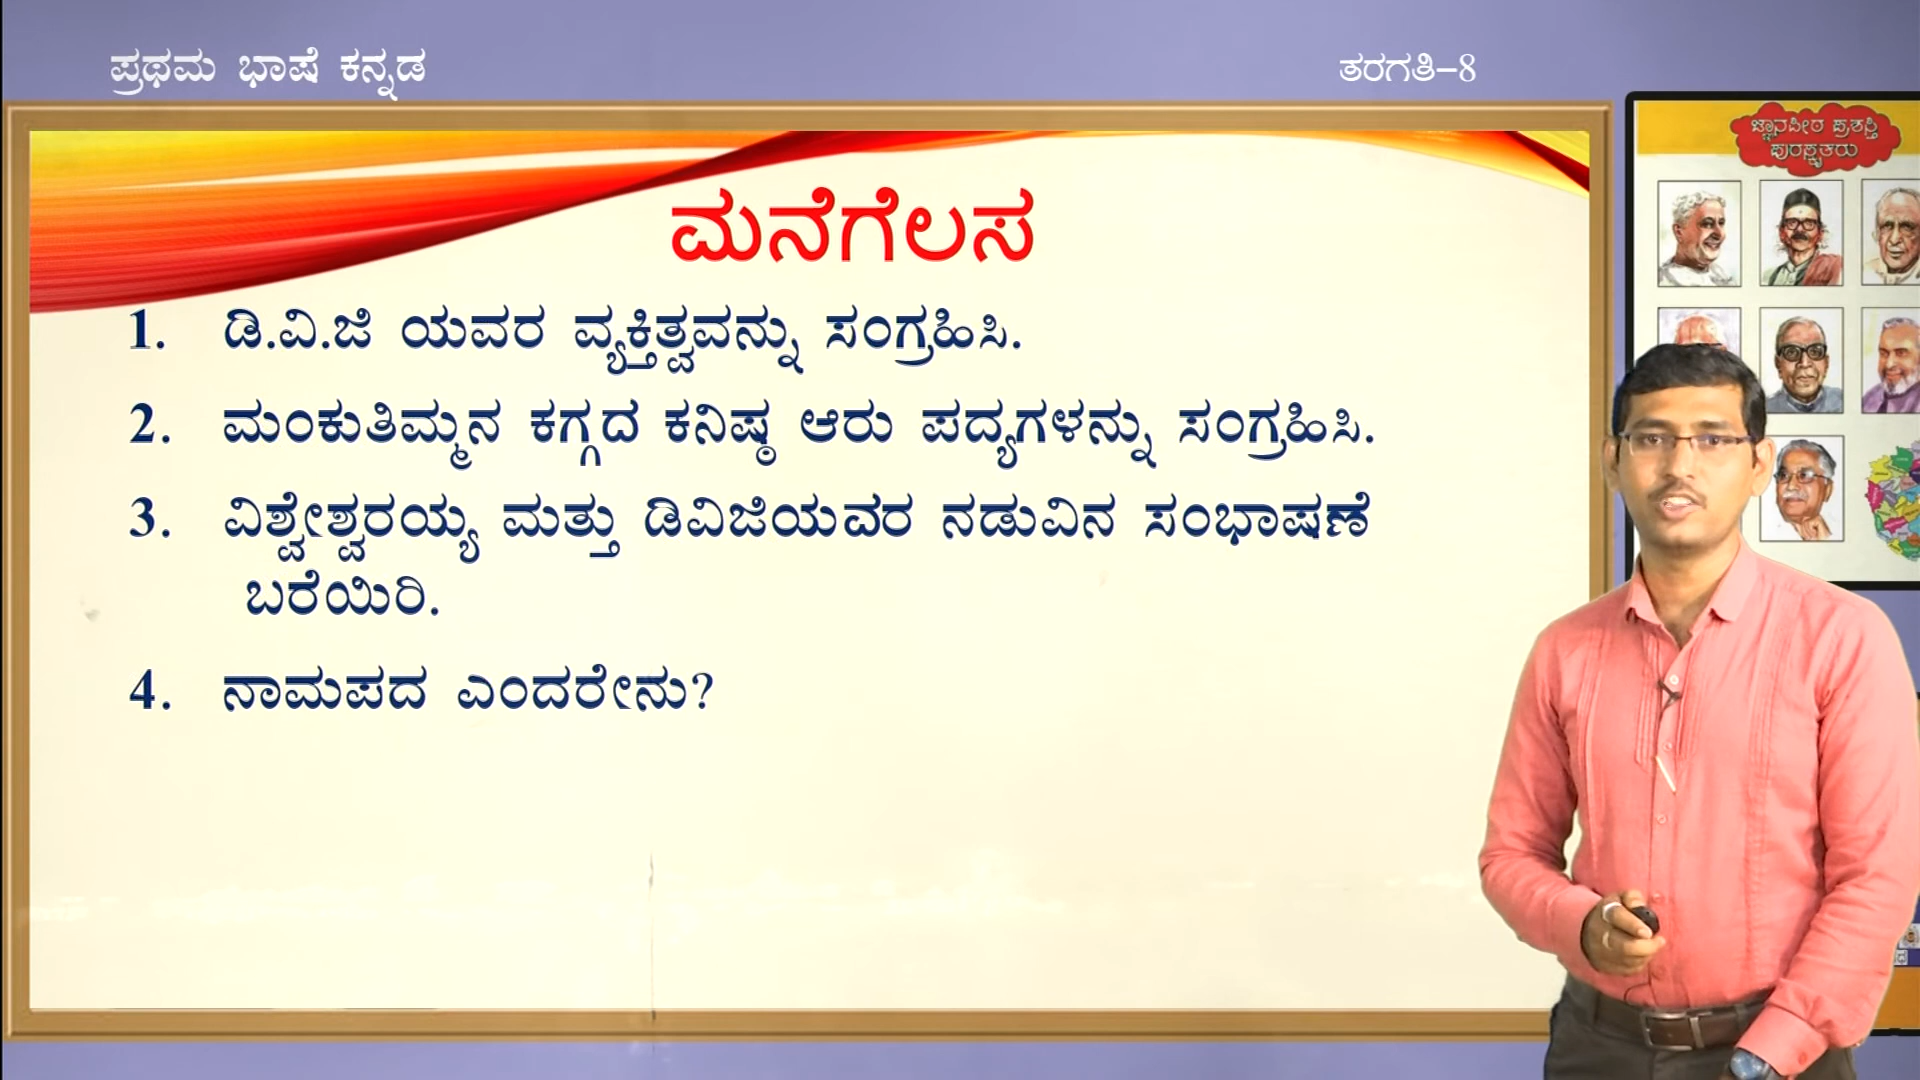 ಪ್ರಥಮ ಭಾಷೆ ಕನ್ನಡ
ತರಗತಿ–8
ಜ್ಞಾನಪೀಠ ಪ್ರಶಸ್ತಿ
ಪುರಸ್ಕೃತರು
ಮನೆಗೆಲಸ
1. ಡಿ.ವಿ.ಜಿ ಯವರ ವ್ಯಕ್ತಿತ್ವವನ್ನು ಸಂಗ್ರಹಿಸಿ.
2. ಮಂಕುತಿಮ್ಮನ ಕಗ್ಗದ ಕನಿಷ್ಠ ಆರು ಪದ್ಯಗಳನ್ನು ಸಂಗ್ರಹಿಸಿ.
3. ವಿಶ್ವೇಶ್ವರಯ್ಯ ಮತ್ತು ಡಿವಿಜಿಯವರ ನಡುವಿನ ಸಂಭಾಷಣೆ
ಬರೆಯಿರಿ.
4. ನಾಮಪದ ಎಂದರೇನು?